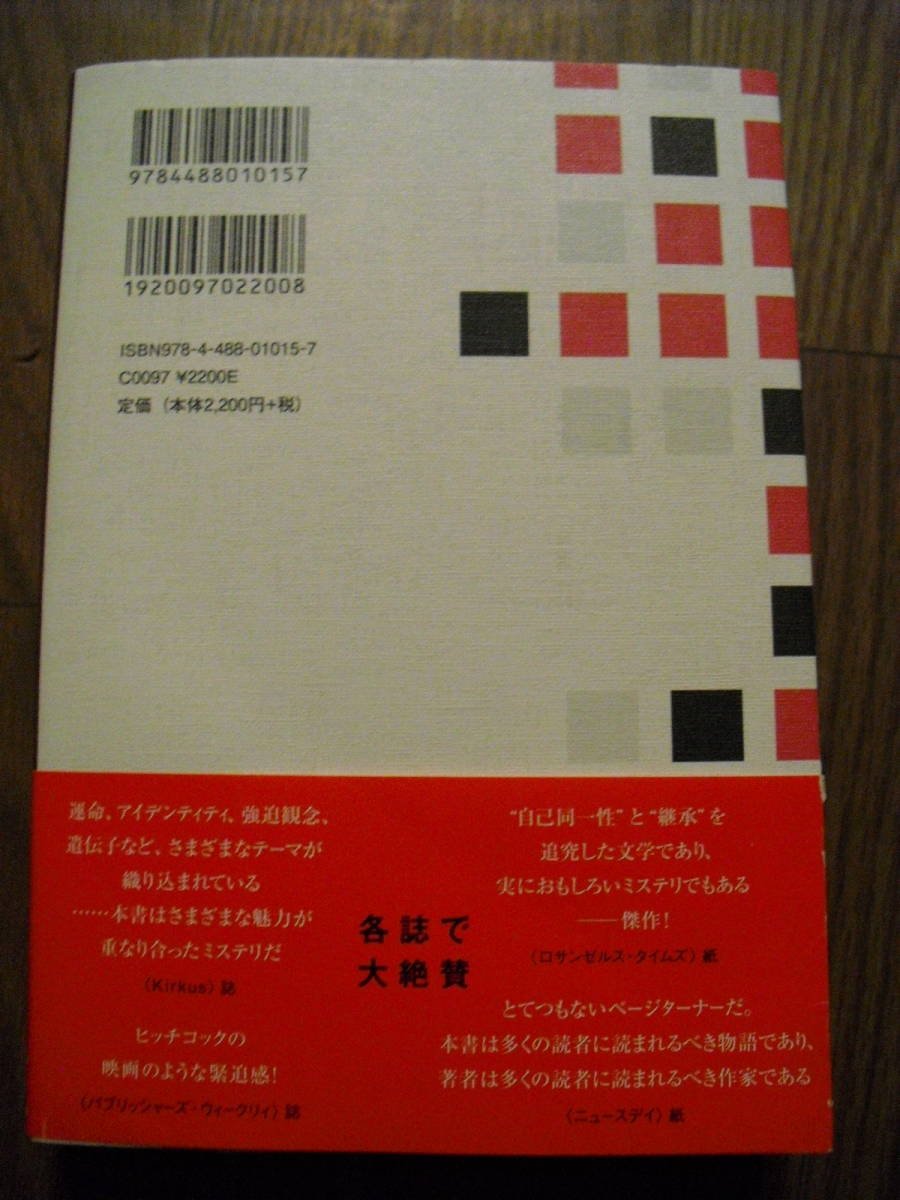 9784488010157
1920097022008
ISBN978-4-488-01015-7
C0097 ¥2200E
定価（本体2,200円+税）
運命、アイデンティティ、強迫観念、
遺伝子など、さまざまなテーマが
織り込まれている
……本書はさまざまな魅力が
重なり合ったミステリだ
〈Kirkus〉誌
ヒッチコックの
映画のような緊迫感！
〈パブリッシャーズ・ウィークリイ〉誌
各誌で
大絶賛
“自己同一性”と“継承”を
追究した文学であり、
実におもしろいミステリでもある
――傑作！
〈ロサンゼルス・タイムズ〉紙
とてつもないページターナーだ。
本書は多くの読者に読まれるべき物語であり、
著者は多くの読者に読まれるべき作家である
〈ニュースデイ〉紙